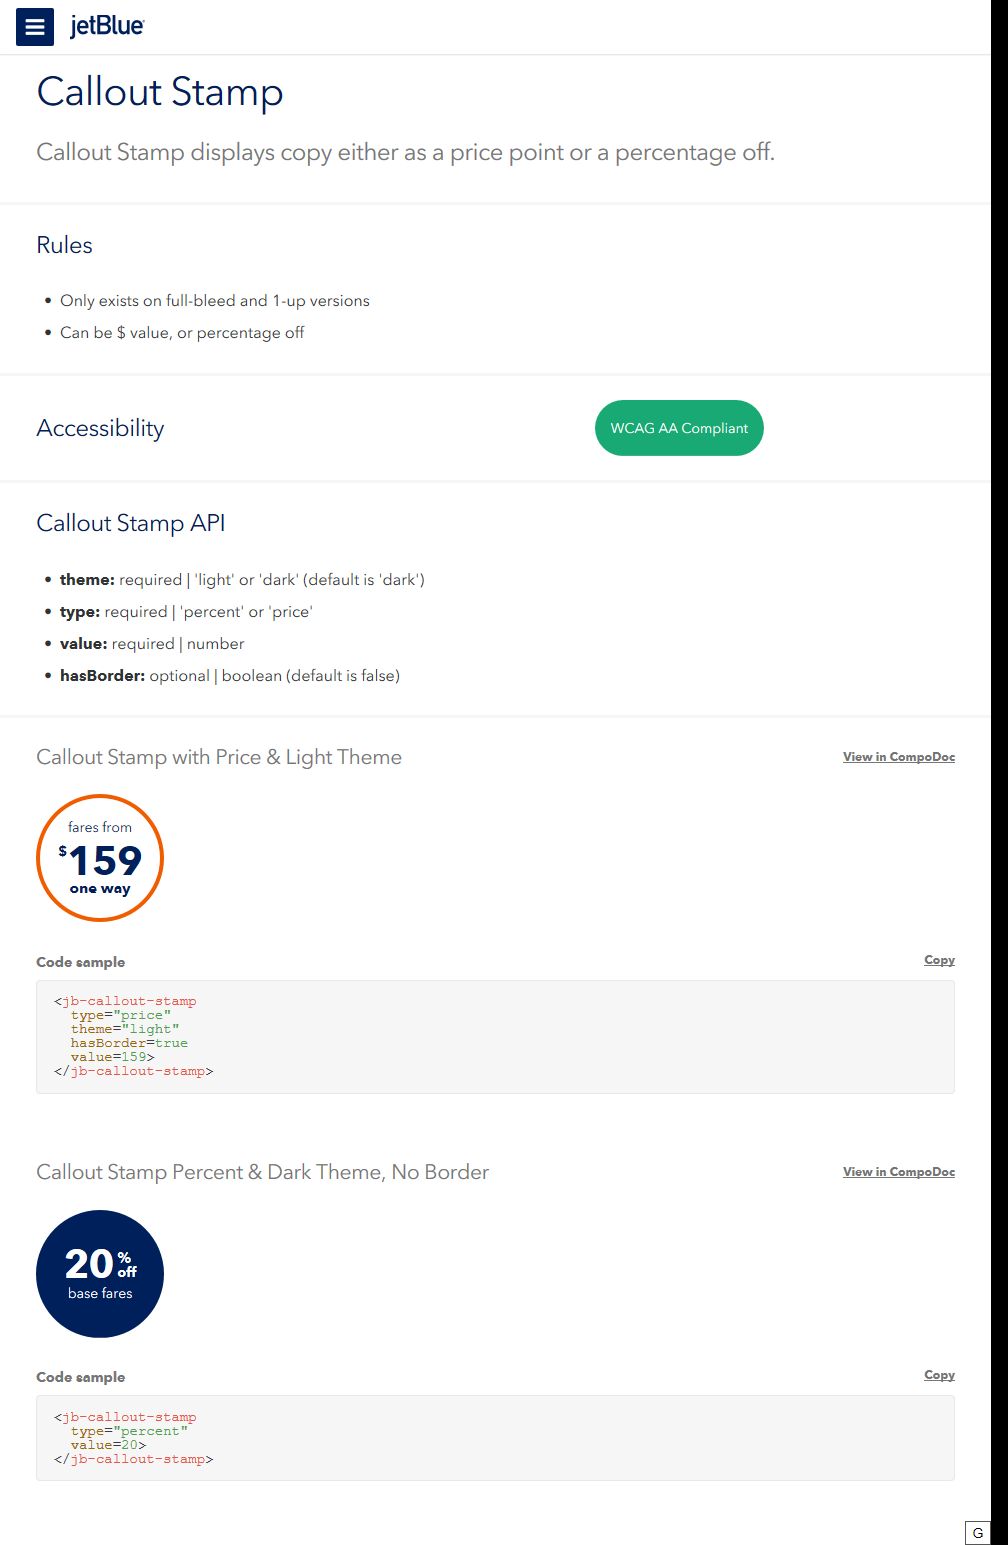 jetBlue
Callout Stamp
Callout Stamp displays copy either as a price point or a percentage off.
Rules
• Only exists on full-bleed and 1-up versions
• Can be $ value, or percentage off
Accessibility
WCAG AA Compliant
Callout Stamp API
• theme: required | 'light' or 'dark' (default is 'dark')
• type: required | 'percent' or 'price'
• value: required | number
• hasBorder: optional | boolean (default is false)
Callout Stamp with Price & Light Theme
View in CompoDoc
fares from
$159
one way
Code sample
Copy
<jb-callout-stamp
  type="price"
  theme="light"
  hasBorder=true
  value=159>
</jb-callout-stamp>
Callout Stamp Percent & Dark Theme, No Border
View in CompoDoc
20 % off
base fares
Code sample
Copy
<jb-callout-stamp
  type="percent"
  value=20>
</jb-callout-stamp>
G